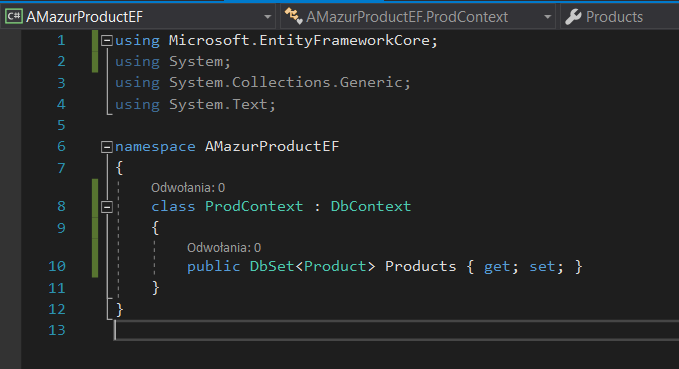 C# AMazurProductEF AMazurProductEF.ProdContext Products
1 using Microsoft.EntityFrameworkCore;
2 using System;
3 using System.Collections.Generic;
4 using System.Text;
5
6 namespace AMazurProductEF
7 {
Odwołania: 0
8 class ProdContext : DbContext
9 {
Odwołania: 0
10 public DbSet<Product> Products { get; set; }
11 }
12 }
13